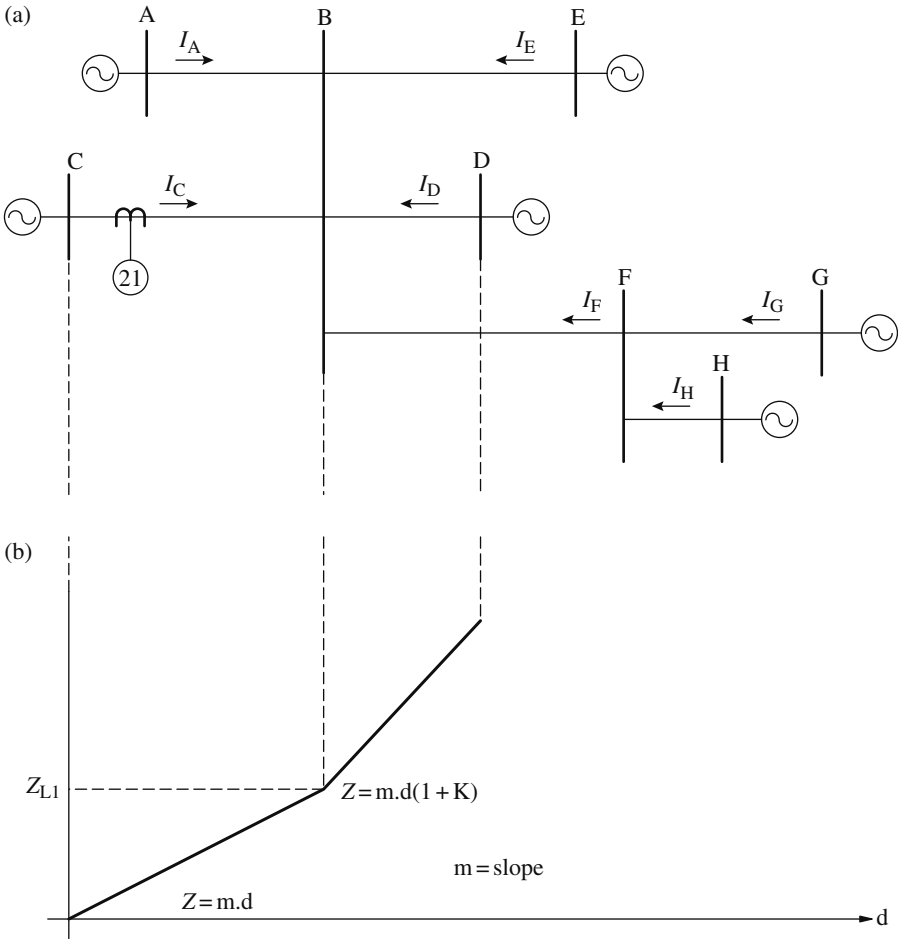 (a)
A
B
E
I_A
I_E
C
D
I_C
I_D
21
F
G
I_F
I_G
H
I_H
(b)
Z_L1
Z = m.d(1 + K)
m = slope
Z = m.d
d